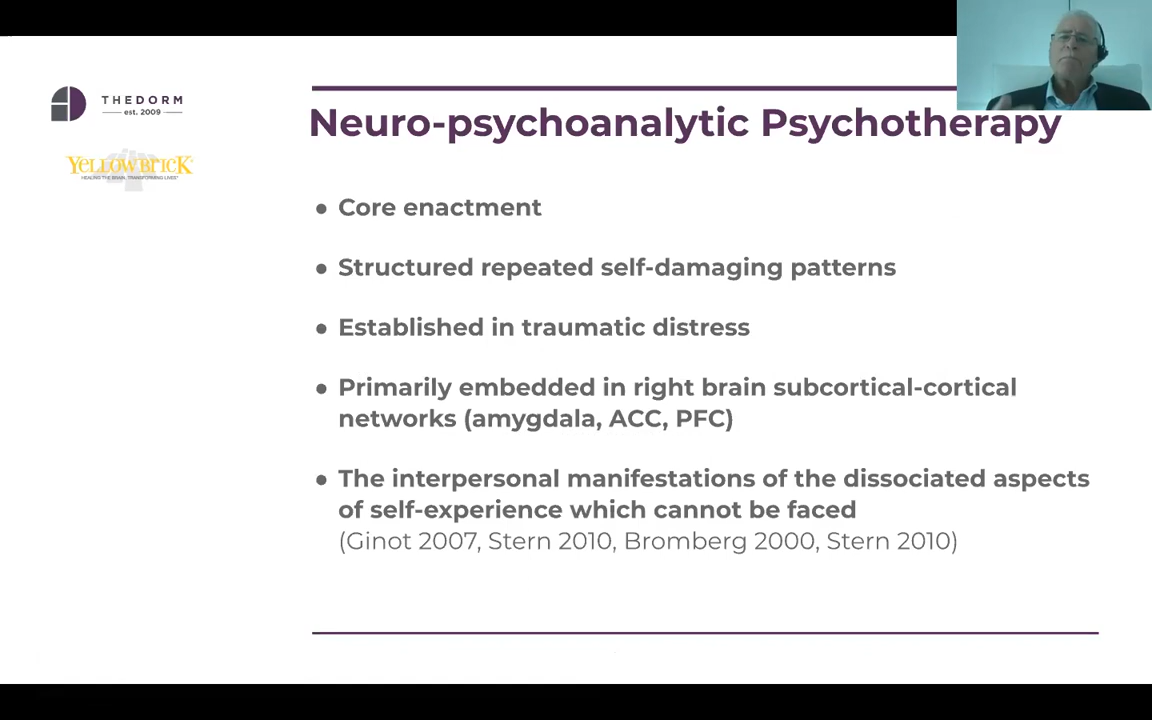 THEDORM
est. 2009
YELLOWBRICK
HEALING THE BRAIN, TRANSFORMING LIVES
Neuro-psychoanalytic Psychotherapy
● Core enactment
● Structured repeated self-damaging patterns
● Established in traumatic distress
● Primarily embedded in right brain subcortical-cortical
networks (amygdala, ACC, PFC)
● The interpersonal manifestations of the dissociated aspects
of self-experience which cannot be faced
(Ginot 2007, Stern 2010, Bromberg 2000, Stern 2010)